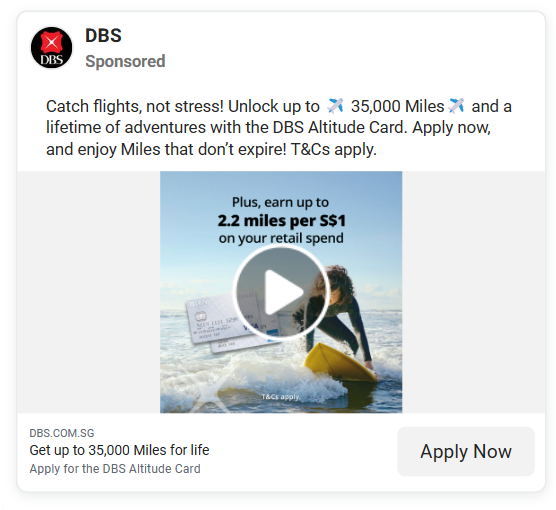 DBS
DBS
Sponsored
Catch flights, not stress! Unlock up to ✈️ 35,000 Miles ✈️ and a
lifetime of adventures with the DBS Altitude Card. Apply now,
and enjoy Miles that don’t expire! T&Cs apply.
Plus, earn up to
2.2 miles per S$1
on your retail spend
VISA
T&Cs apply.
DBS.COM.SG
Get up to 35,000 Miles for life
Apply for the DBS Altitude Card
Apply Now